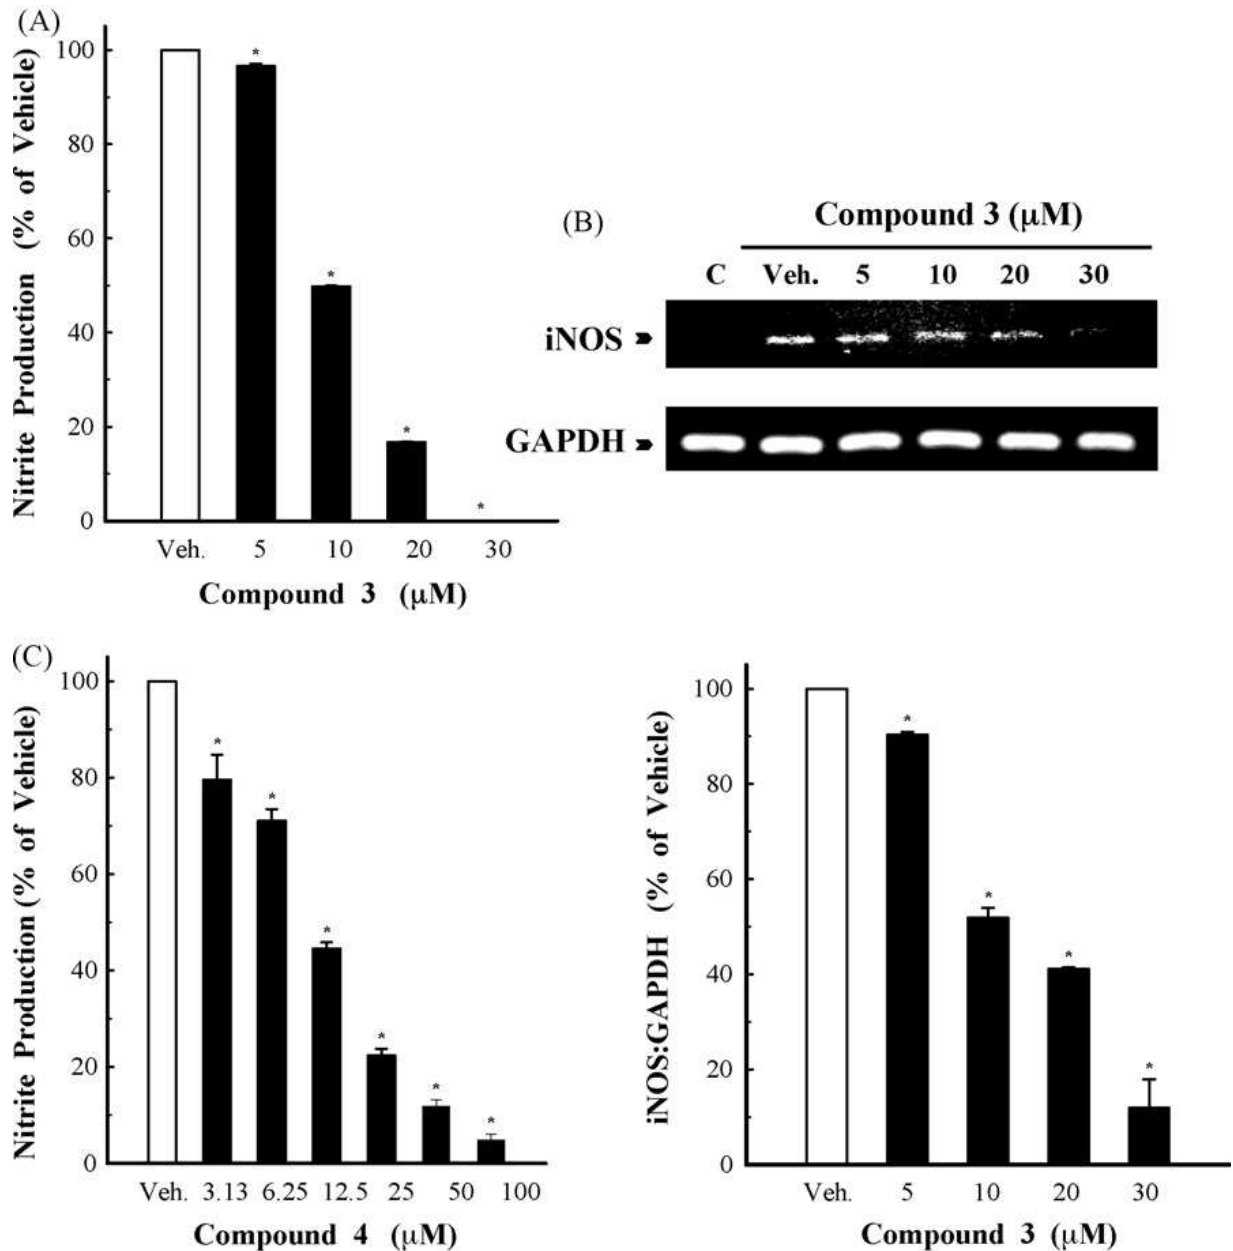 (A)
Nitrite Production (% of Vehicle)
100
80
60
40
20
0
*
*
*
*
Veh. 5 10 20 30
Compound 3 (μM)
(B)
Compound 3 (μM)
C Veh. 5 10 20 30
iNOS
GAPDH
(C)
Nitrite Production (% of Vehicle)
100
80
60
40
20
0
*
*
*
*
*
*
Veh. 3.13 6.25 12.5 25 50 100
Compound 4 (μM)
iNOS:GAPDH (% of Vehicle)
100
80
60
40
20
0
*
*
*
*
Veh. 5 10 20 30
Compound 3 (μM)